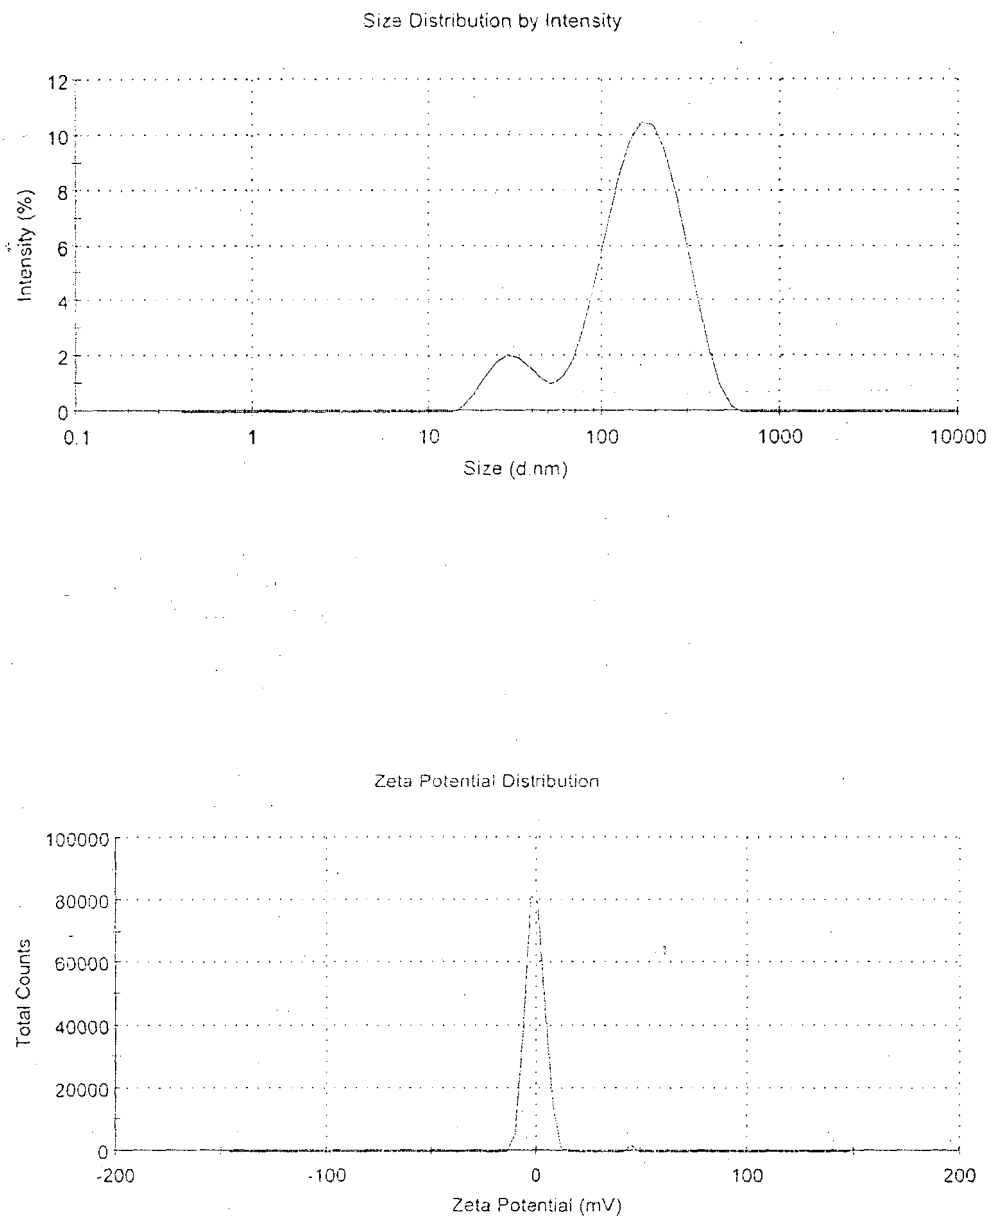 Size Distribution by Intensity
12
10
8
6
4
2
0
Intensity (%)
0.1 1 10 100 1000 10000
Size (d.nm)
Zeta Potential Distribution
100000
80000
60000
40000
20000
0
Total Counts
-200 -100 0 100 200
Zeta Potential (mV)